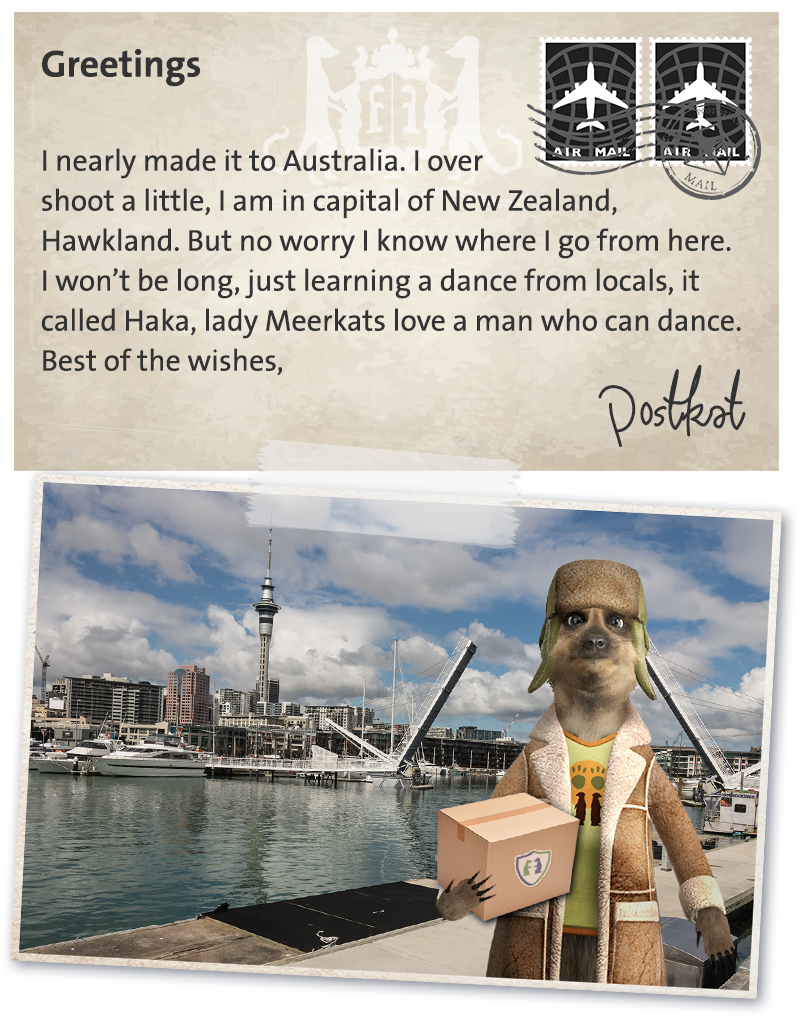 Greetings
AIR MAIL
AIR MAIL
MAIL
I nearly made it to Australia. I over
shoot a little, I am in capital of New Zealand,
Hawkland. But no worry I know where I go from here.
I won't be long, just learning a dance from locals, it
called Haka, lady Meerkats love a man who can dance.
Best of the wishes,
Postkat